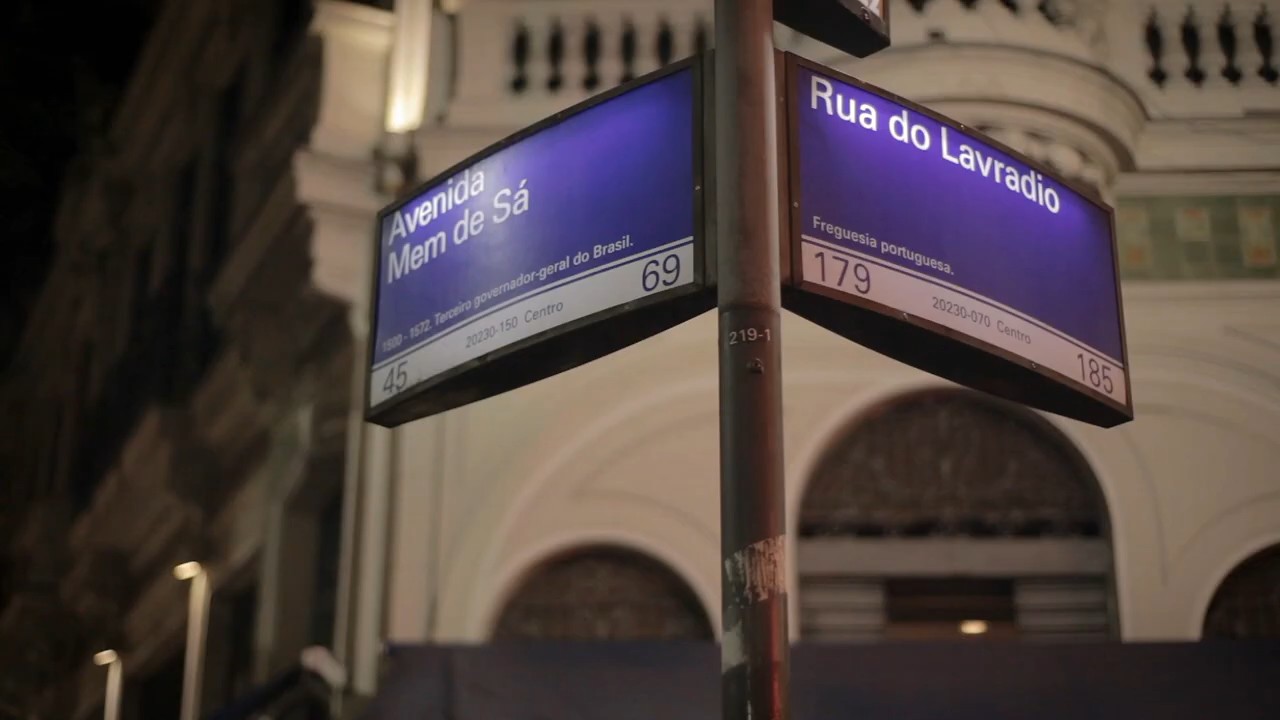 Avenida
Mem de Sá
1500 - 1572. Terceiro governador-geral do Brasil.
45 20230-150 Centro 69
Rua do Lavradio
Freguesia portuguesa.
179 20230-070 Centro 185
219-1